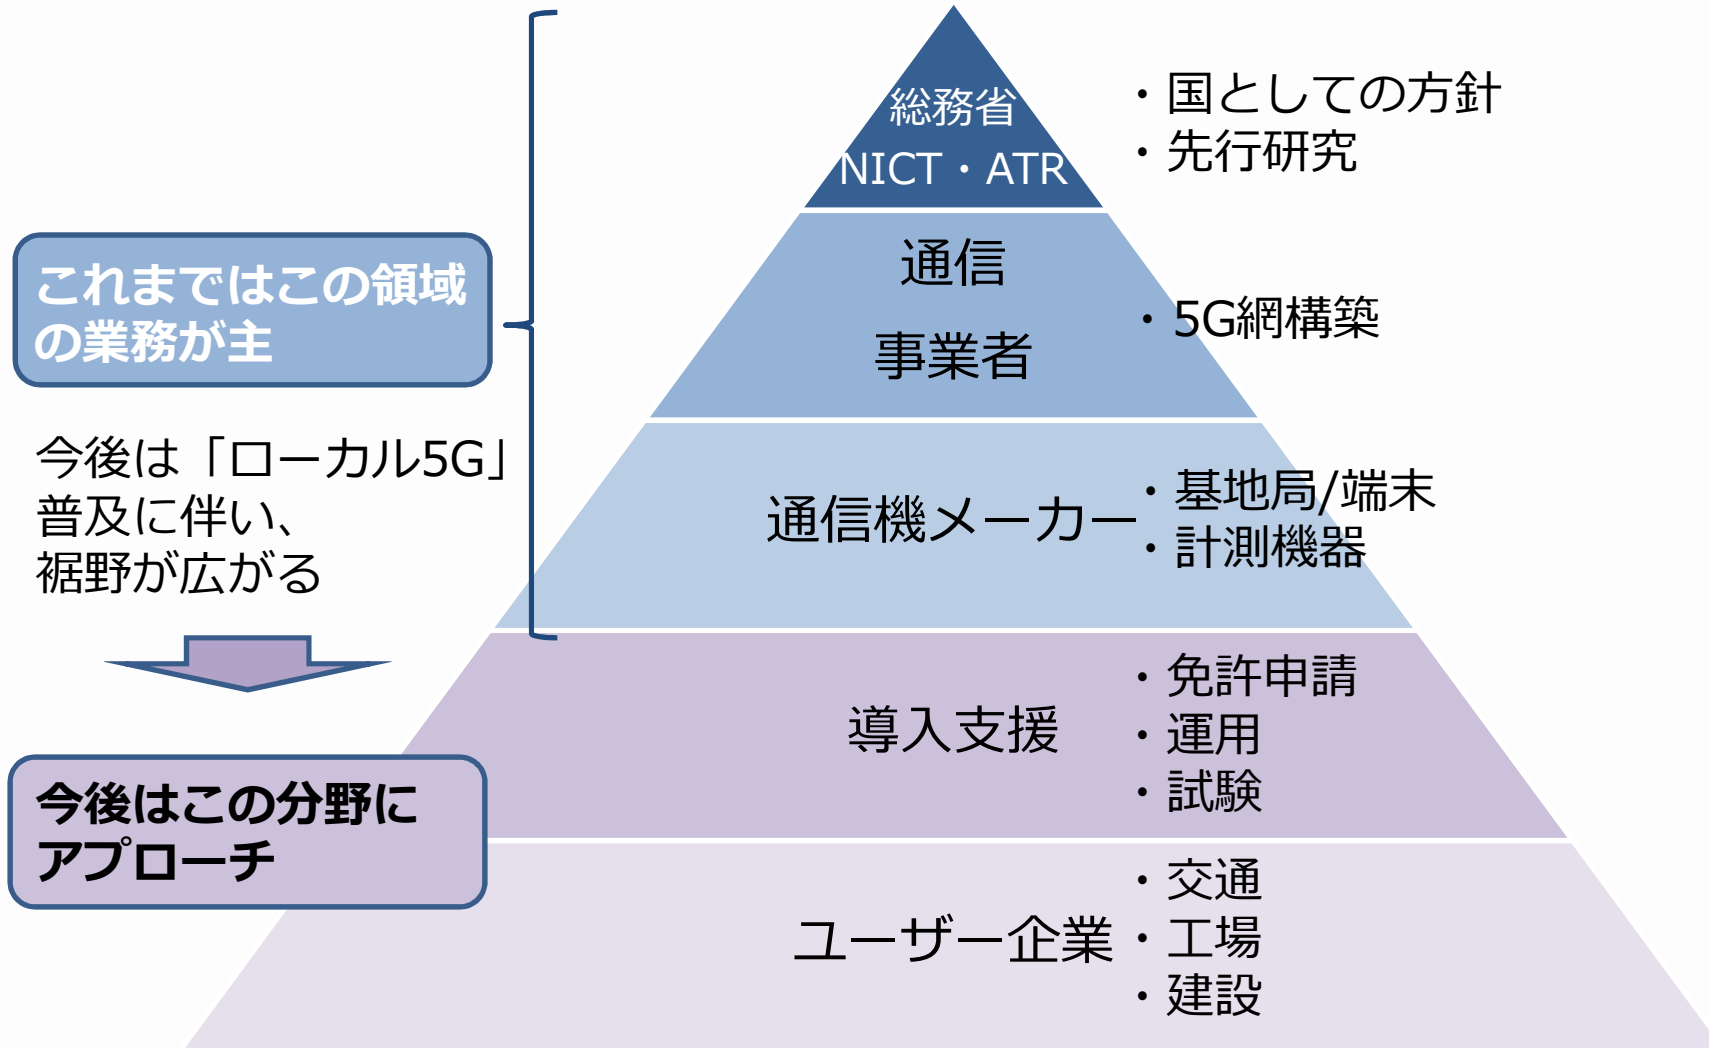 総務省
NICT・ATR
・国としての方針
・先行研究
通信
事業者
・5G網構築
これまではこの領域
の業務が主
通信機メーカー
・基地局/端末
・計測機器
今後は「ローカル5G」
普及に伴い、
裾野が広がる
導入支援
・免許申請
・運用
・試験
今後はこの分野に
アプローチ
ユーザー企業
・交通
・工場
・建設